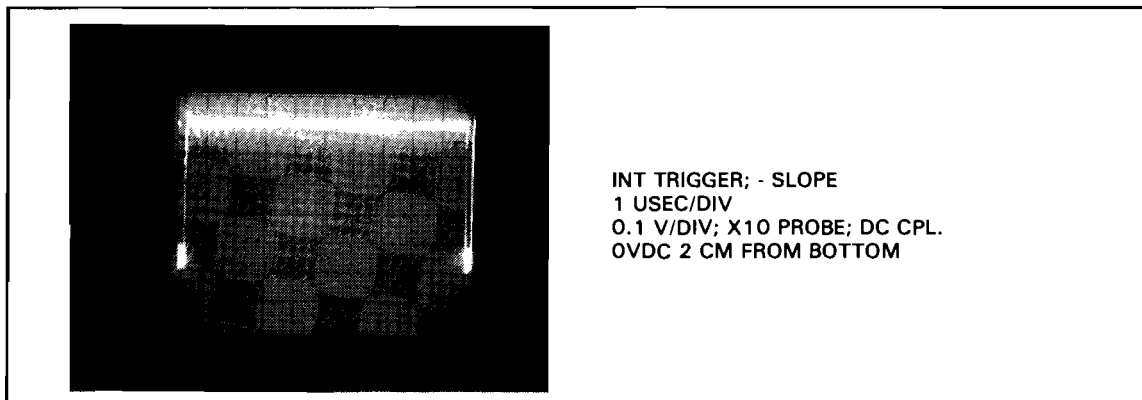 INT TRIGGER; - SLOPE
1 USEC/DIV
0.1 V/DIV; X10 PROBE; DC CPL.
0VDC 2 CM FROM BOTTOM